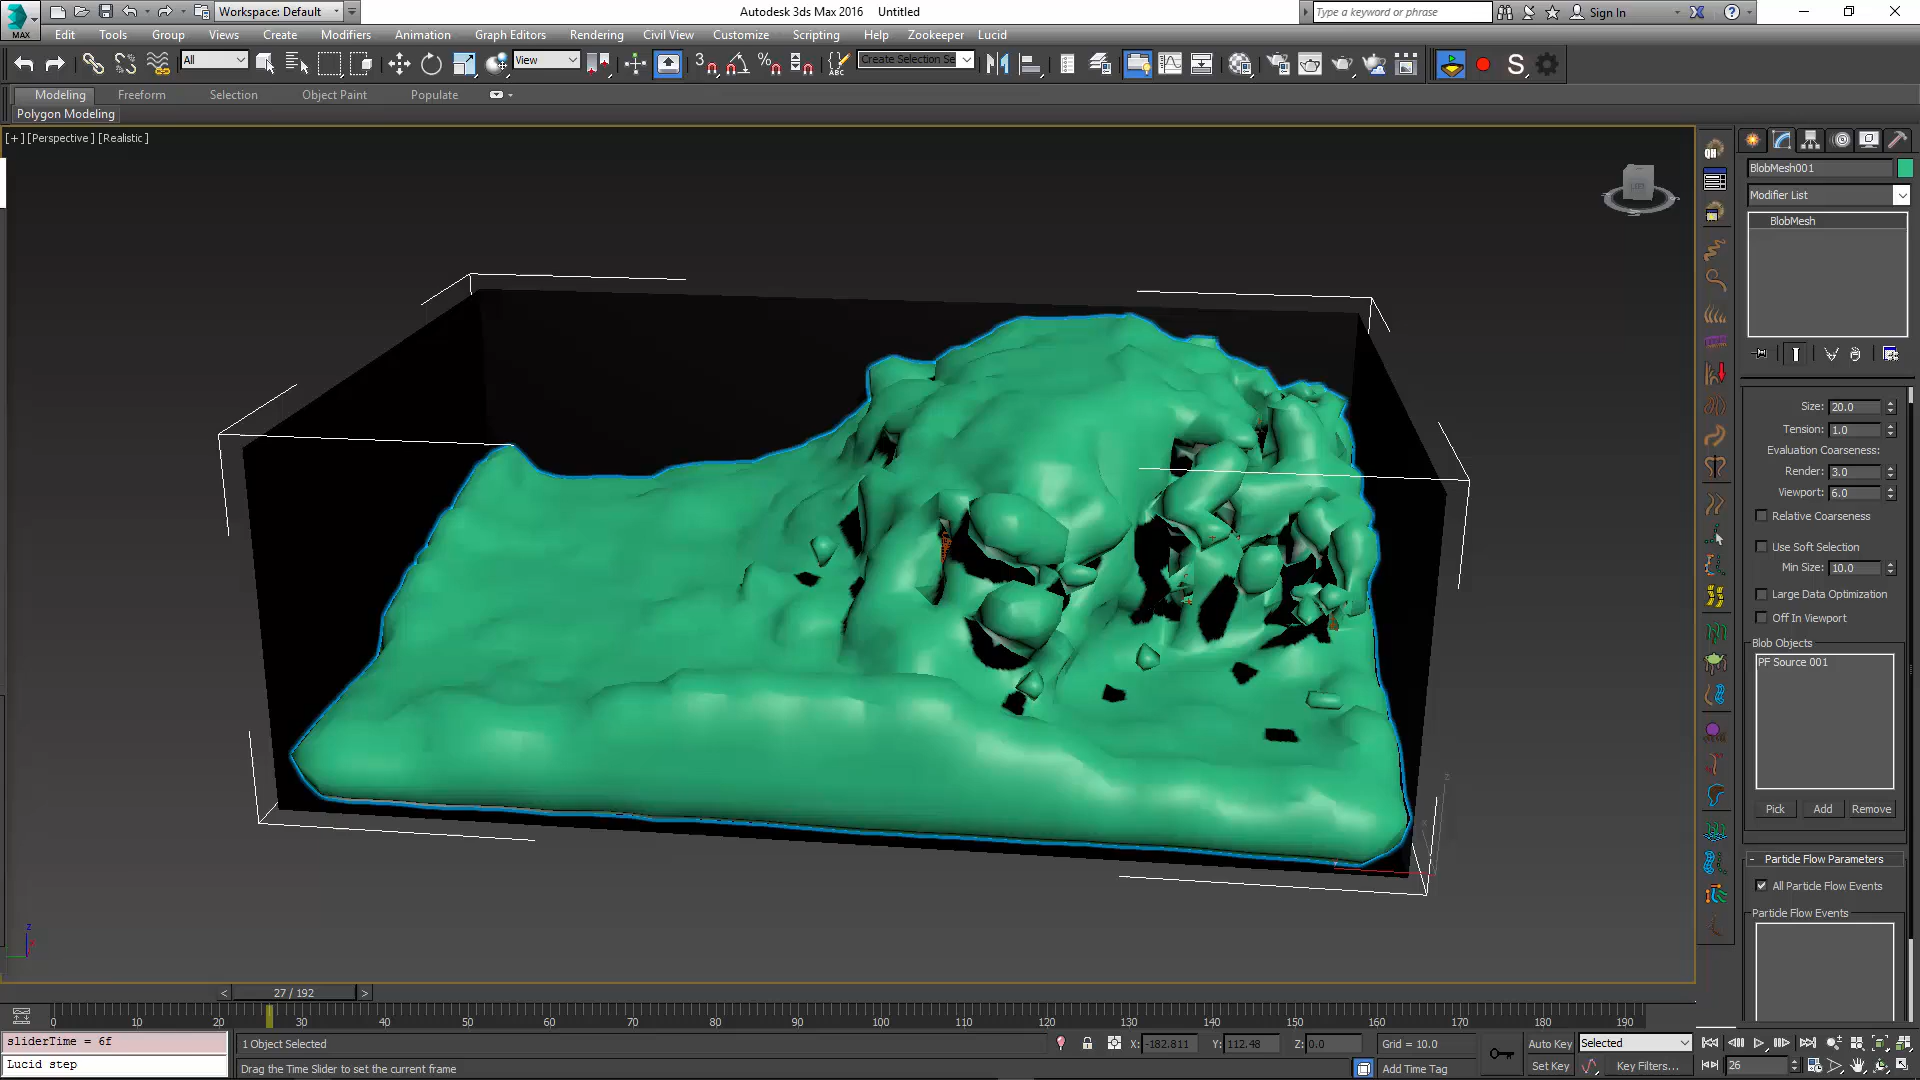 Workspace: Default
Autodesk 3ds Max 2016 Untitled
Type a keyword or phrase
Sign In
MAX
Edit Tools Group Views Create Modifiers Animation Graph Editors Rendering Civil View Customize Scripting Help Zookeeper Lucid
All
View
3
ABC
Create Selection Se
S
Modeling Freeform Selection Object Paint Populate
Polygon Modeling
[+] [Perspective] [Realistic]
QH
BlobMesh001
Modifier List
BlobMesh
Size: 20.0
Tension: 1.0
Evaluation Coarseness:
Render: 3.0
Viewport: 6.0
Relative Coarseness
Use Soft Selection
Min Size: 10.0
Large Data Optimization
Off In Viewport
Blob Objects
PF Source 001
Pick Add Remove
- Particle Flow Parameters
All Particle Flow Events
Particle Flow Events
z
z
< 27 / 192 >
0 10 20 30 40 50 60 70 80 90 100 110 120 130 140 150 160 170 180 190
sliderTime = 6f
Lucid step
1 Object Selected
Drag the Time Slider to set the current frame
X: -182.811 Y: 112.48 Z: 0.0
Grid = 10.0
Add Time Tag
Auto Key Selected
Set Key Key Filters...
26